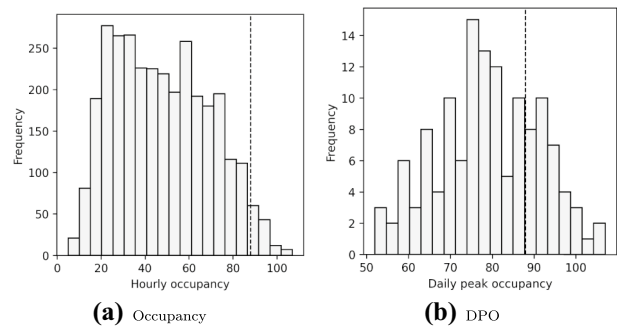 250
200
150
100
50
0
Frequency
0 20 40 60 80 100
Hourly occupancy
(a) Occupancy
14
12
10
8
6
4
2
0
Frequency
50 60 70 80 90 100
Daily peak occupancy
(b) DPO